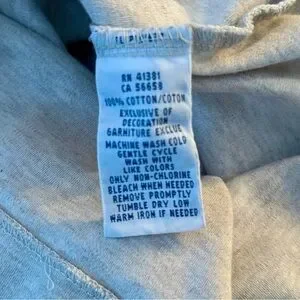 RN 41381
CA 56658
100% COTTON/COTON
EXCLUSIVE OF
DECORATION
GARNITURE EXCLUE
MACHINE WASH COLD
GENTLE CYCLE
WASH WITH
LIKE COLORS
ONLY NON-CHLORINE
BLEACH WHEN NEEDED
REMOVE PROMPTLY
TUMBLE DRY LOW
WARM IRON IF NEEDED